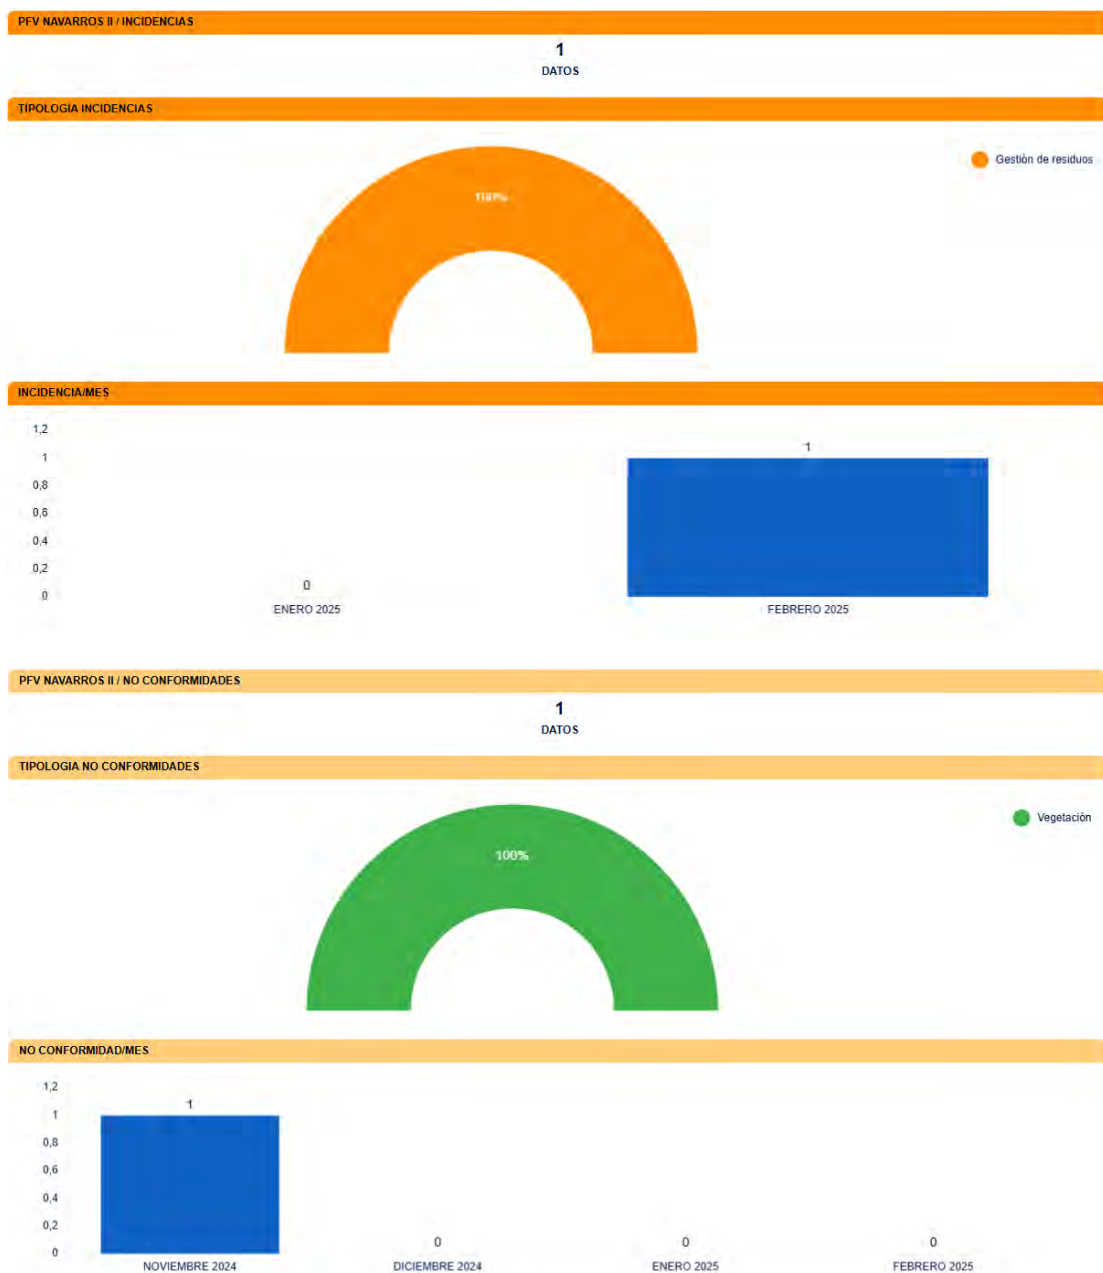 PFV NAVARROS II / INCIDENCIAS
1
DATOS
TIPOLOGIA INCIDENCIAS
Gestión de residuos
100%
INCIDENCIA/MES
1,2
1
0,8
0,6
0,4
0,2
0
0
1
ENERO 2025 FEBRERO 2025
PFV NAVARROS II / NO CONFORMIDADES
1
DATOS
TIPOLOGIA NO CONFORMIDADES
Vegetación
100%
NO CONFORMIDAD/MES
1,2
1
0,8
0,6
0,4
0,2
0
1
0
0
0
NOVIEMBRE 2024 DICIEMBRE 2024 ENERO 2025 FEBRERO 2025